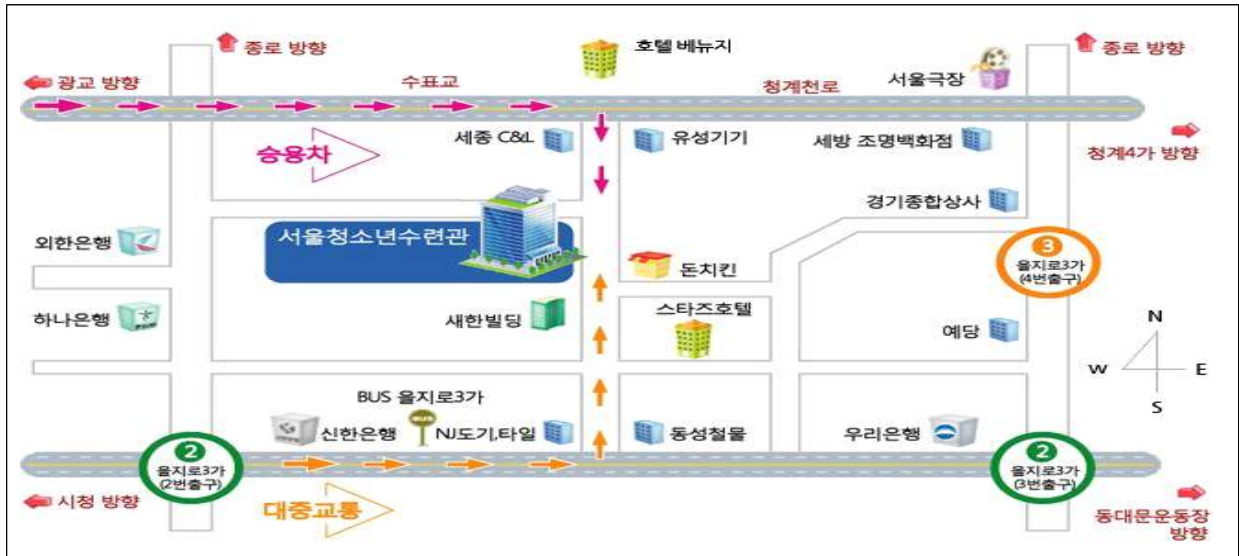 종로 방향
호텔 베뉴지
종로 방향
광교 방향
수표교
청계천로
서울극장
승용차
세종 C&L
유성기기
세방 조명백화점
청계4가 방향
경기종합상사
외한은행
서울청소년수련관
돈치킨
3
을지로3가
(4번출구)
하나은행
새한빌딩
스타즈호텔
예당
N
W
E
S
BUS 을지로3가
신한은행
BUS
NJ도기,타일
동성철물
우리은행
2
을지로3가
(2번출구)
2
을지로3가
(3번출구)
시청 방향
대중교통
동대문운동장
방향